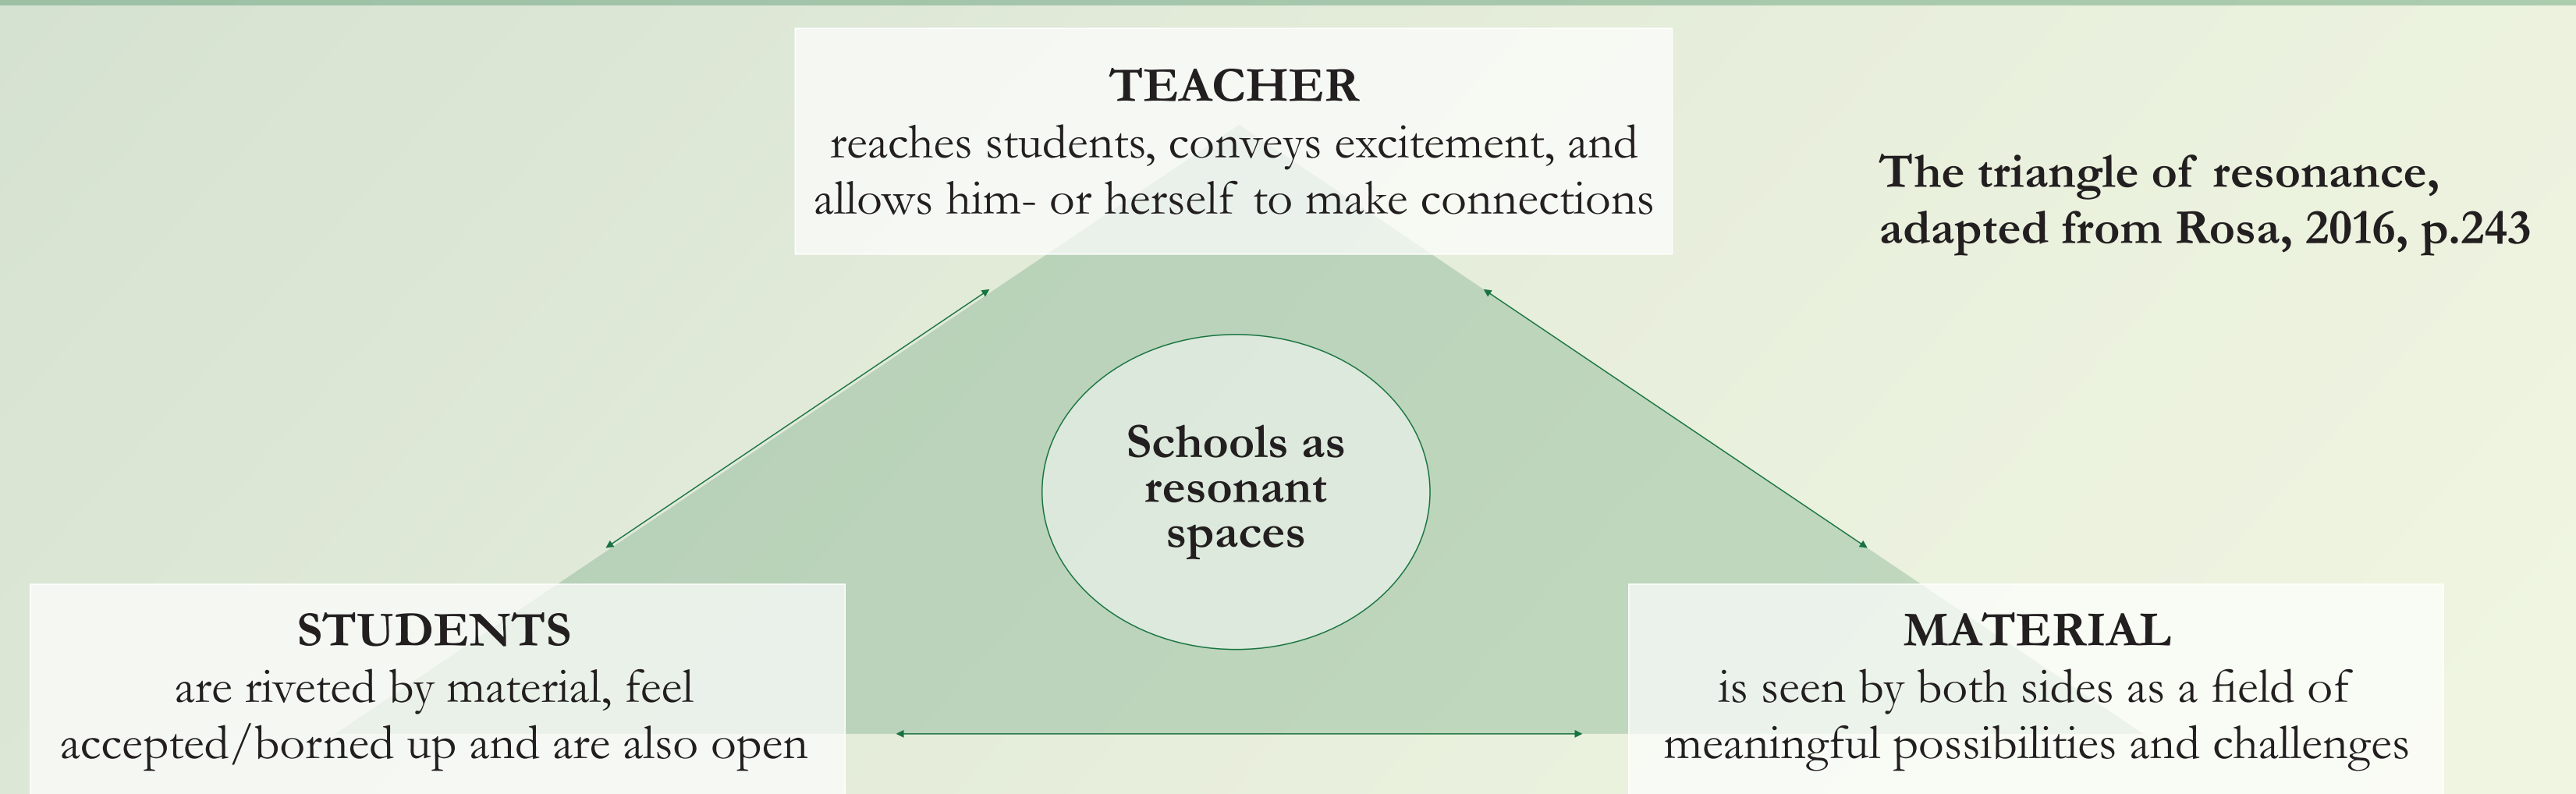 TEACHER
reaches students, conveys excitement, and
allows him- or herself to make connections
The triangle of resonance,
adapted from Rosa, 2016, p.243
Schools as
resonant
spaces
STUDENTS
are riveted by material, feel
accepted/borned up and are also open
MATERIAL
is seen by both sides as a field of
meaningful possibilities and challenges